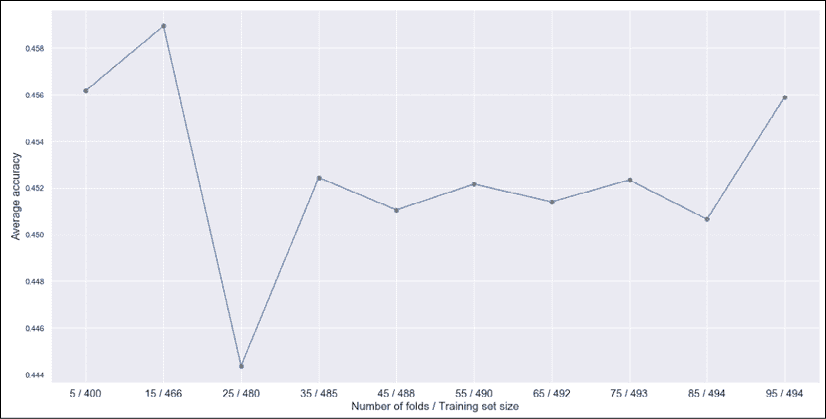 0.458
0.456
0.454
0.452
0.450
0.448
0.446
0.444
Average accuracy
5 / 400 15 / 466 25 / 480 35 / 485 45 / 488 55 / 490 65 / 492 75 / 493 85 / 494 95 / 494
Number of folds / Training set size